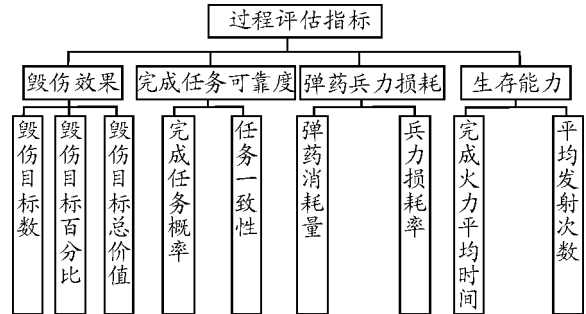 过程评估指标
毁伤效果
完成任务可靠度
弹药兵力损耗
生存能力
毁伤目标数
毁伤目标百分比
毁伤目标总价值
完成任务概率
任务一致性
弹药消耗量
兵力损耗率
完成火力平均时间
平均发射次数